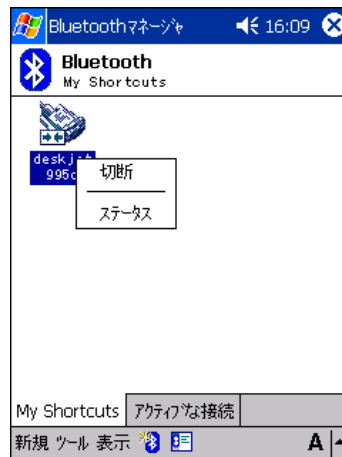 Bluetoothマネージャ 16:09
Bluetooth
My Shortcuts
deskjet
995c
切断
ステータス
My Shortcuts アクティブな接続
新規 ツール 表示 A